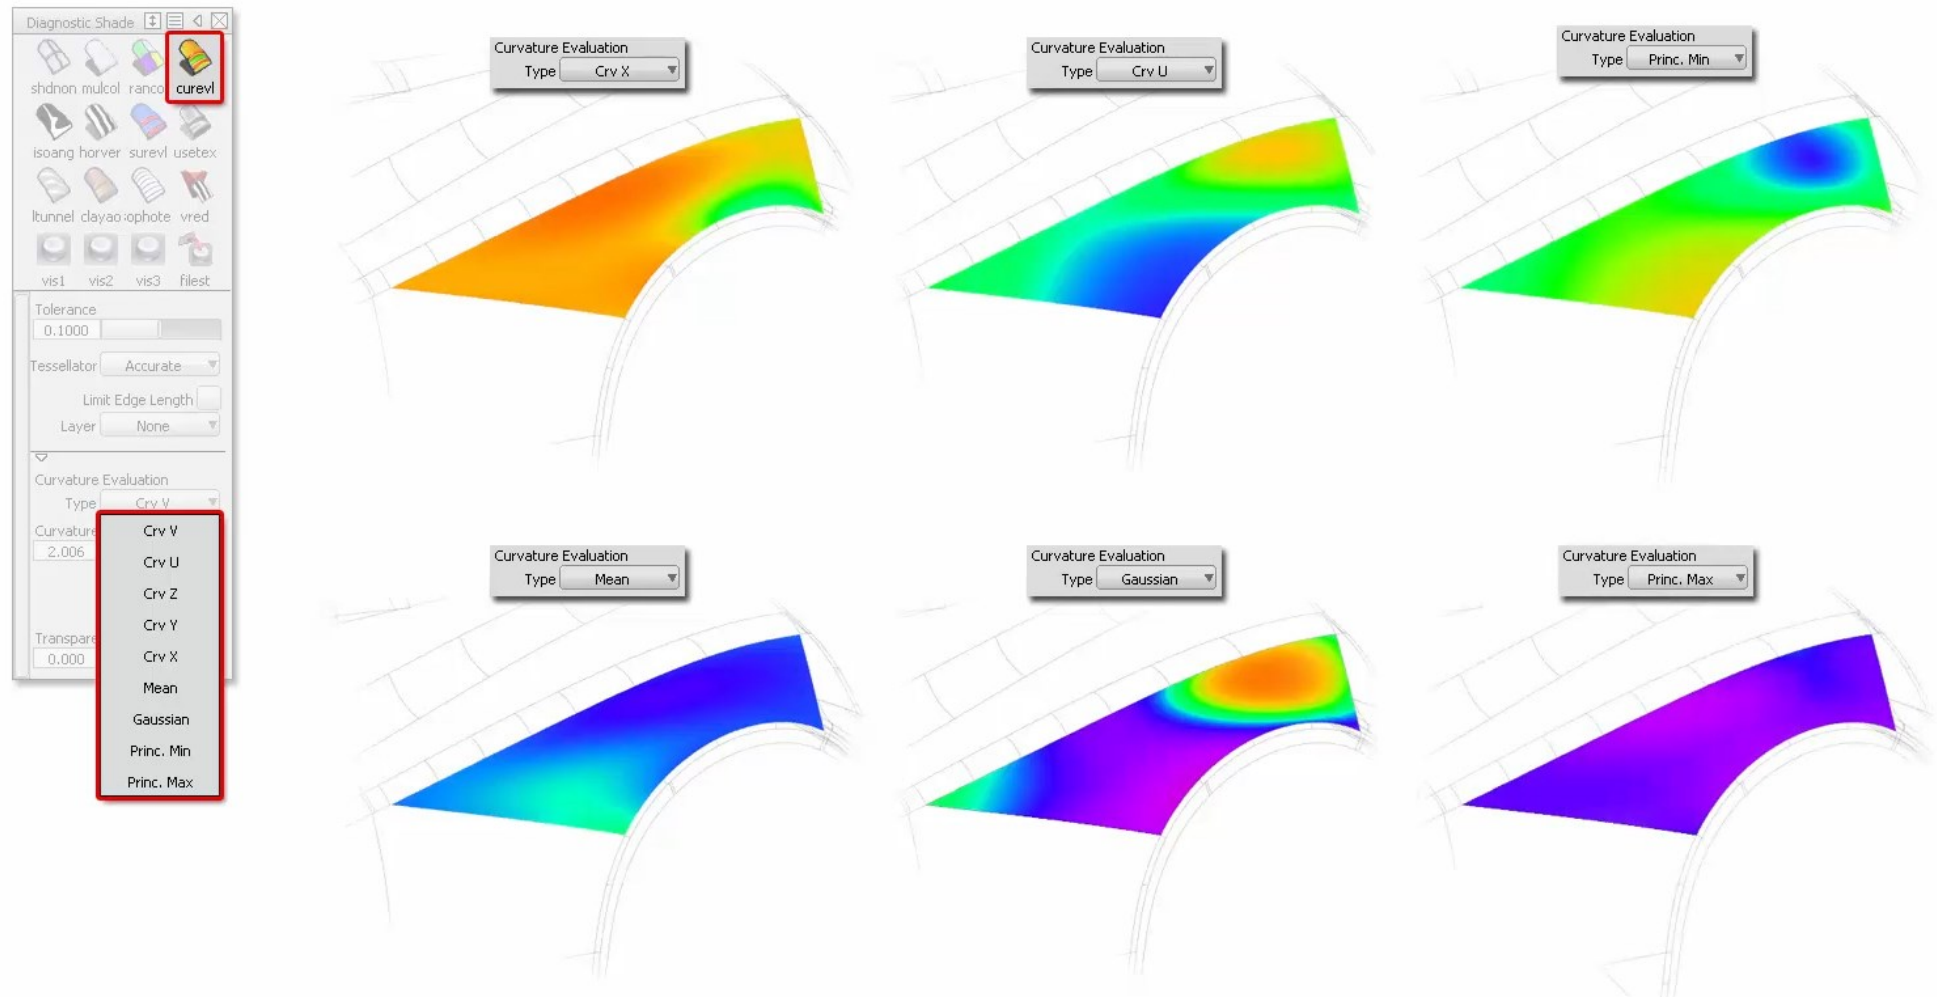 Diagnostic Shade
shdnon mulcol ranco curevl
isoang horver surevl usetex
ltunnel clayao ophote vred
vis1 vis2 vis3 filest
Tolerance
0.1000
Tessellator Accurate
Limit Edge Length
Layer None
Curvature Evaluation
Type Crv V
Curvature
2.006
Crv V
Crv U
Crv Z
Crv Y
Crv X
Mean
Gaussian
Princ. Min
Princ. Max
Transpare
0.000
Curvature Evaluation
Type Crv X
Curvature Evaluation
Type Crv U
Curvature Evaluation
Type Princ. Min
Curvature Evaluation
Type Mean
Curvature Evaluation
Type Gaussian
Curvature Evaluation
Type Princ. Max